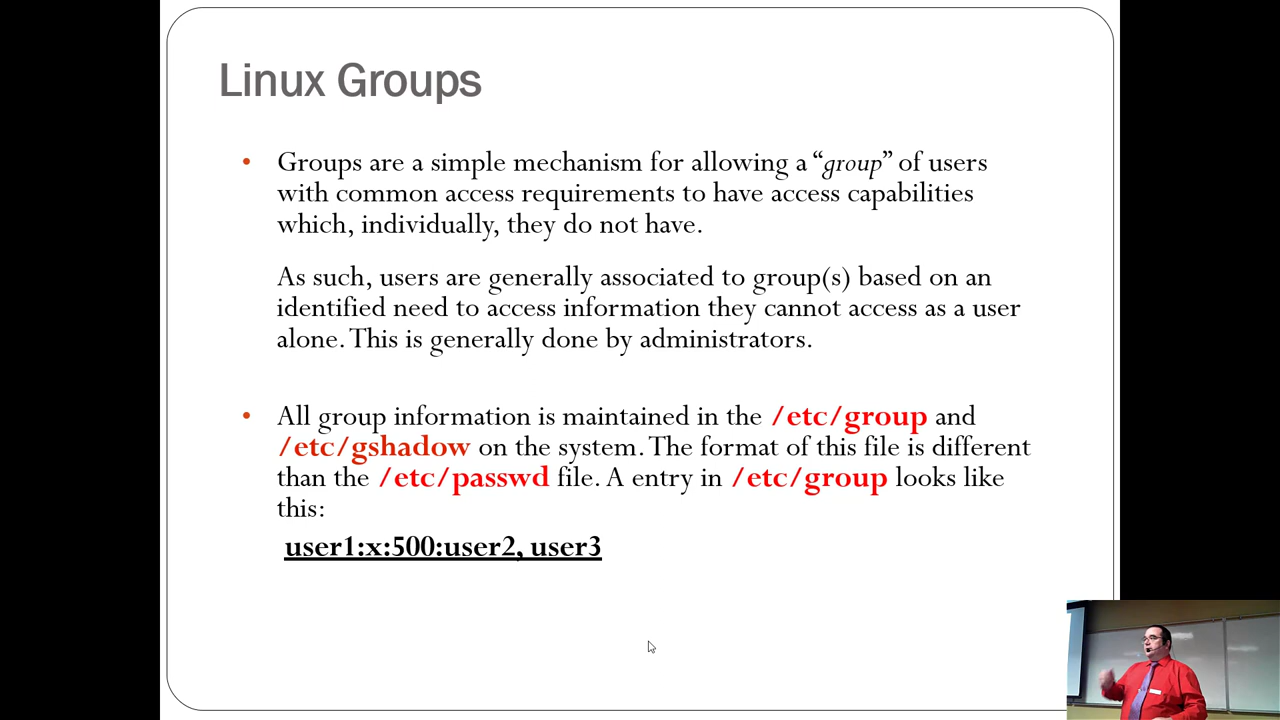 Linux Groups
• Groups are a simple mechanism for allowing a “group” of users
with common access requirements to have access capabilities
which, individually, they do not have.
As such, users are generally associated to group(s) based on an
identified need to access information they cannot access as a user
alone. This is generally done by administrators.
• All group information is maintained in the /etc/group and
/etc/gshadow on the system. The format of this file is different
than the /etc/passwd file. A entry in /etc/group looks like
this:
user1:x:500:user2, user3